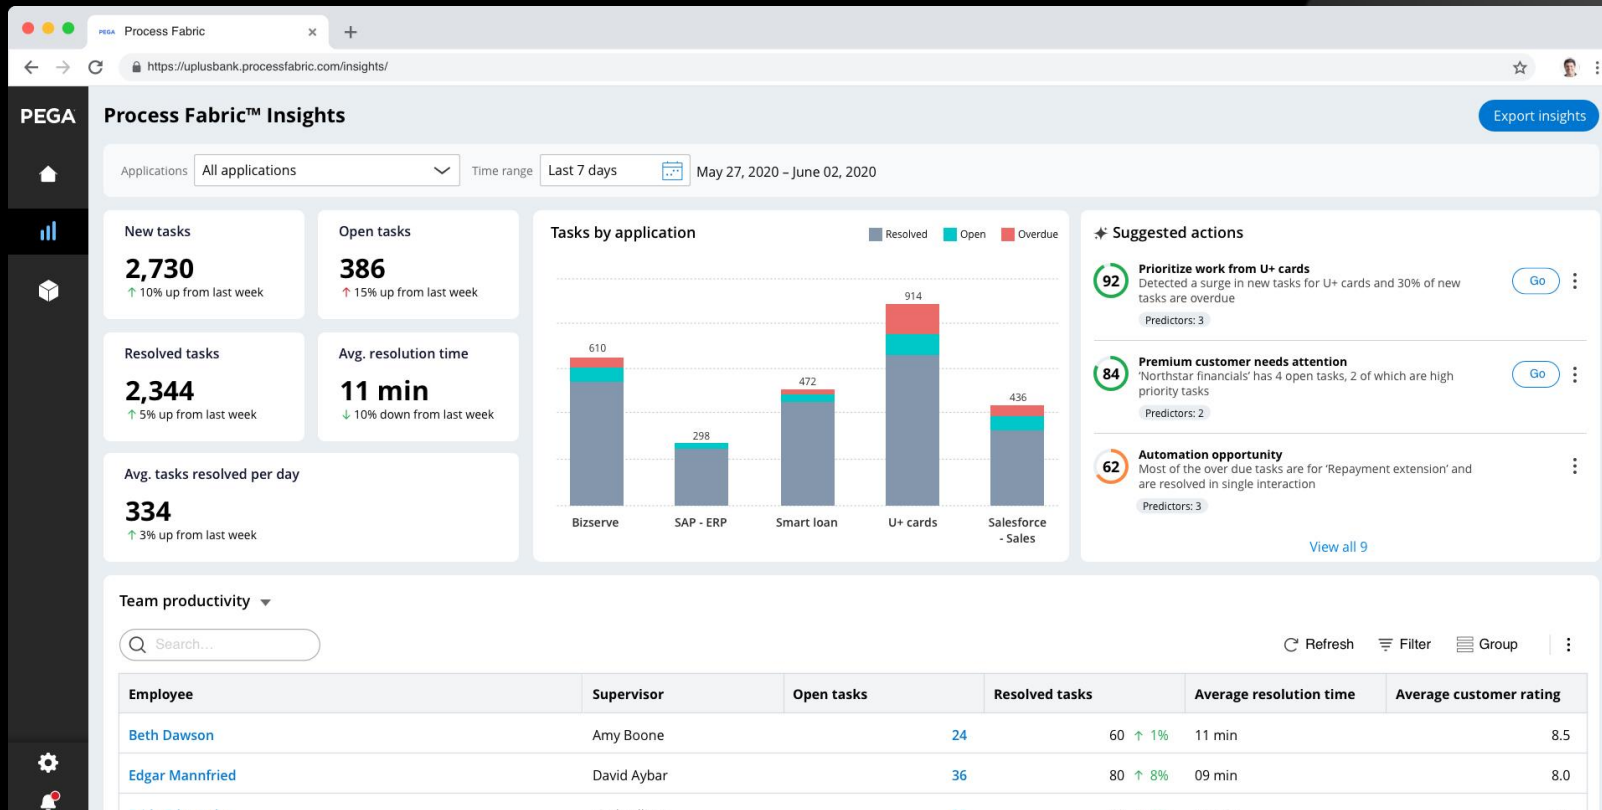 PEGA Process Fabric
https://uplusbank.processfabric.com/insights/
PEGA
Process Fabric™ Insights
Export insights
Applications
All applications
Time range
Last 7 days
May 27, 2020 – June 02, 2020
New tasks
2,730
↑ 10% up from last week
Open tasks
386
↑ 15% up from last week
Resolved tasks
2,344
↑ 5% up from last week
Avg. resolution time
11 min
↓ 10% down from last week
Avg. tasks resolved per day
334
↑ 3% up from last week
Tasks by application
Resolved
Open
Overdue
610
298
472
914
436
Bizserve
SAP - ERP
Smart loan
U+ cards
Salesforce
- Sales
Suggested actions
92
Prioritize work from U+ cards
Detected a surge in new tasks for U+ cards and 30% of new
tasks are overdue
Predictors: 3
Go
84
Premium customer needs attention
‘Northstar financials’ has 4 open tasks, 2 of which are high
priority tasks
Predictors: 2
Go
62
Automation opportunity
Most of the over due tasks are for ‘Repayment extension’ and
are resolved in single interaction
Predictors: 3
View all 9
Team productivity
Search...
Refresh
Filter
Group
Employee
Supervisor
Open tasks
Resolved tasks
Average resolution time
Average customer rating
Beth Dawson
Amy Boone
24
60 ↑ 1%
11 min
8.5
Edgar Mannfried
David Aybar
36
80 ↑ 8%
09 min
8.0